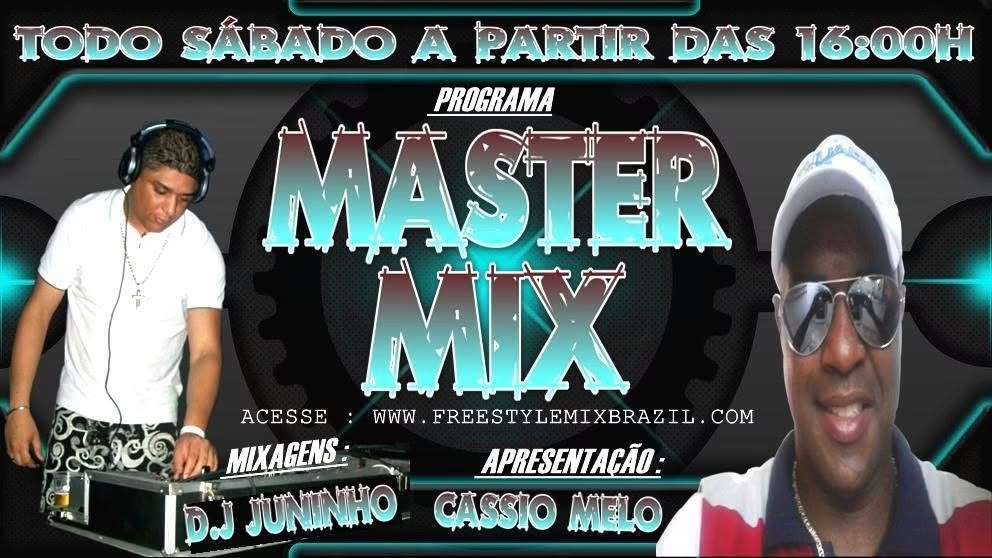 TODO SÁBADO A PARTIR DAS 16:00H
PROGRAMA
MASTER
MIX
ACESSE : WWW.FREESTYLEMIXBRAZIL.COM
MIXAGENS :
D.J JUNINHO
APRESENTAÇÃO :
CASSIO MELO